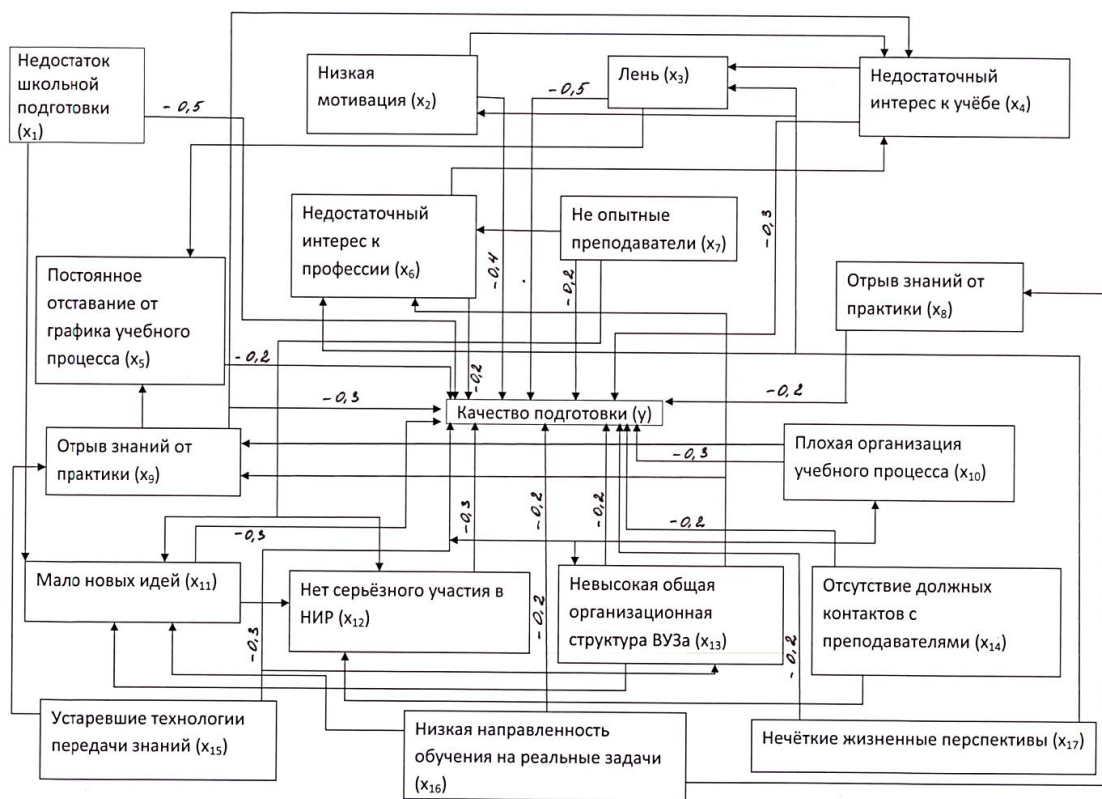 Недостаток
школьной
подготовки
(x₁)
- 0,5
Низкая
мотивация (x₂)
Лень (x₃)
- 0,5
Недостаточный
интерес к учёбе (x₄)
Недостаточный
интерес к
профессии (x₆)
Не опытные
преподаватели (x₇)
- 0,4
- 0,2
- 0,3
Постоянное
отставание от
графика учебного
процесса (x₅)
Отрыв знаний от
практики (x₈)
- 0,2
- 0,2
- 0,2
- 0,3
Качество подготовки (y)
Отрыв знаний от
практики (x₉)
Плохая организация
учебного процесса (x₁₀)
- 0,3
- 0,3
- 0,3
- 0,2
- 0,2
- 0,2
Мало новых идей (x₁₁)
Нет серьёзного участия в
НИР (x₁₂)
Невысокая общая
организационная
структура ВУЗа (x₁₃)
Отсутствие должных
контактов с
преподавателями (x₁₄)
- 0,3
- 0,2
- 0,2
Устаревшие технологии
передачи знаний (x₁₅)
Низкая направленность
обучения на реальные задачи
(x₁₆)
Нечёткие жизненные перспективы (x₁₇)